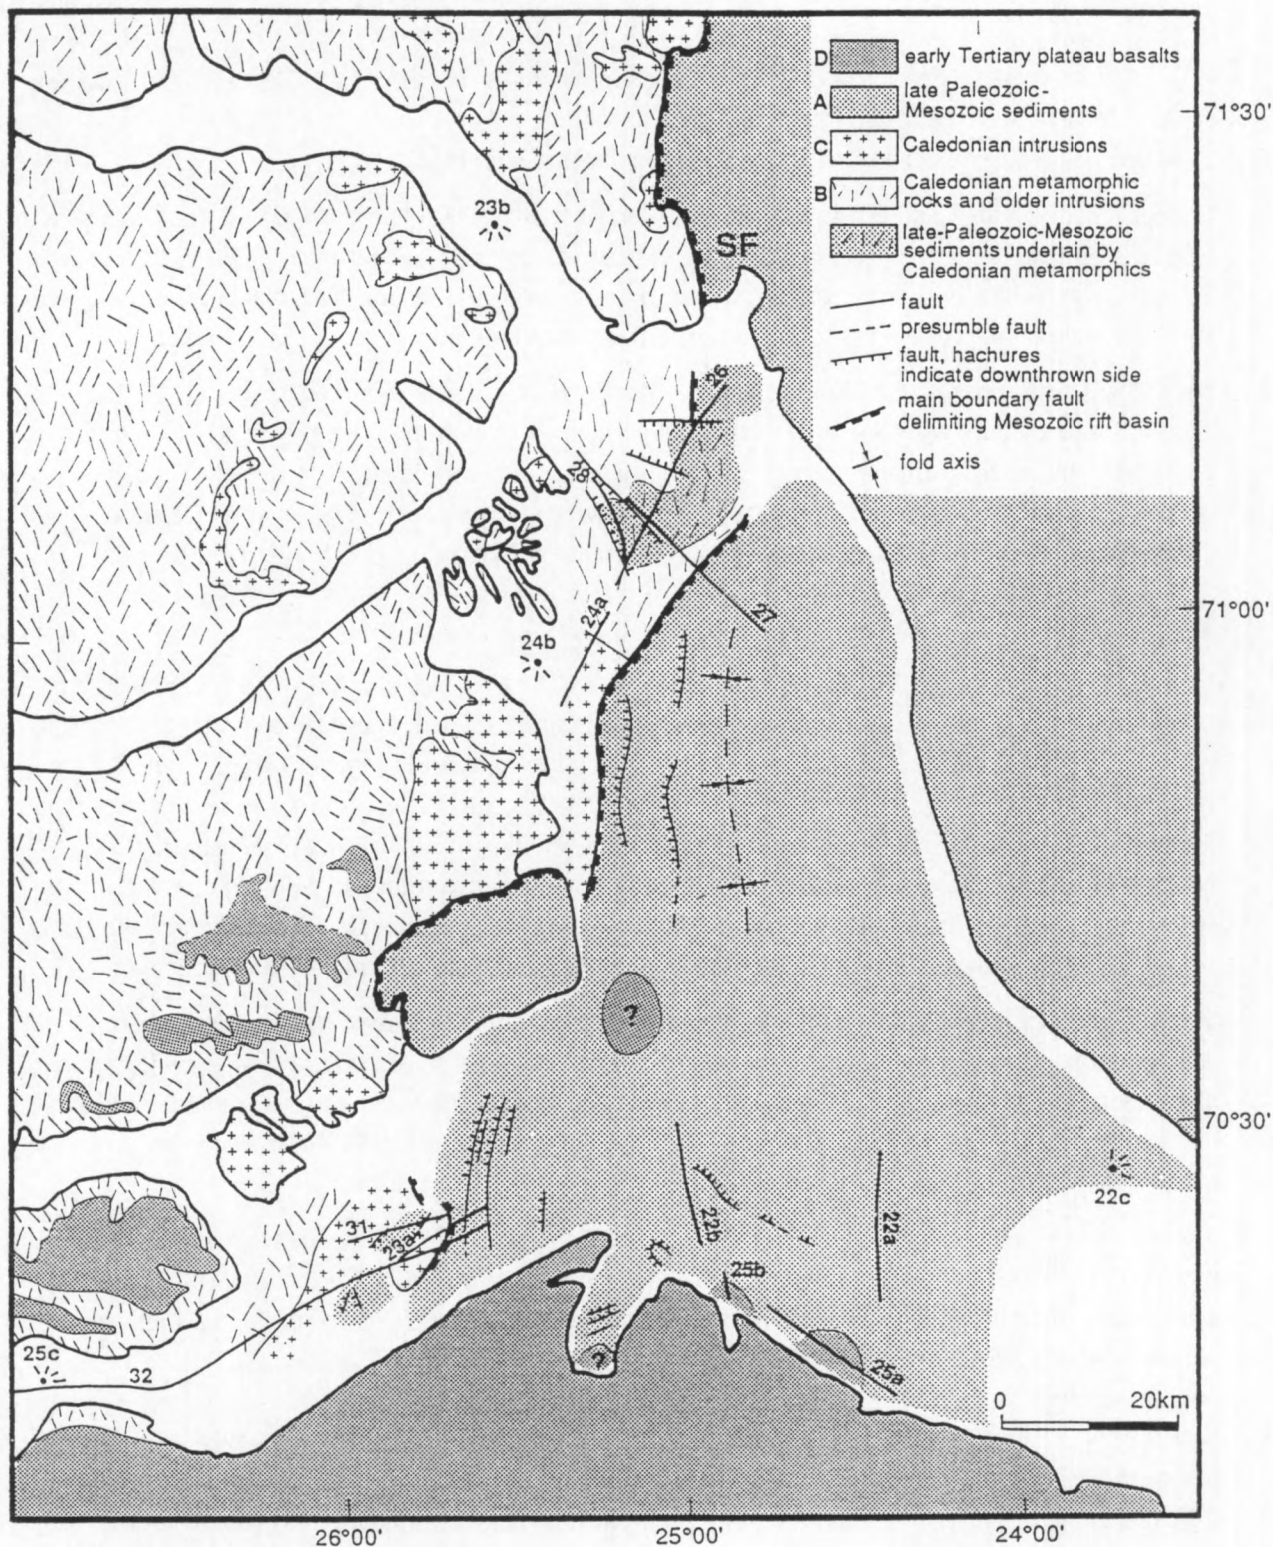 D early Tertiary plateau basalts
A late Paleozoic-
Mesozoic sediments
C Caledonian intrusions
B Caledonian metamorphic
rocks and older intrusions
late-Paleozoic-Mesozoic
sediments underlain by
Caledonian metamorphics
fault
presumble fault
fault, hachures
indicate downthrown side
main boundary fault
delimiting Mesozoic rift basin
fold axis
71°30'
23b
SF
26
28
27
71°00'
24a
24b
?
70°30'
22c
31
23a
22b
22a
25b
25c
32
?
25a
0 20km
26°00' 25°00' 24°00'